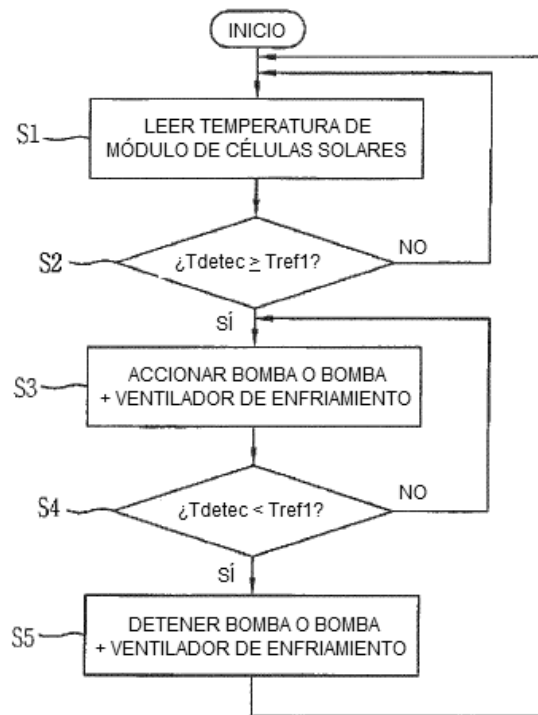 INICIO
S1
LEER TEMPERATURA DE
MÓDULO DE CÉLULAS SOLARES
S2
¿Tdetec ≥ Tref1?
NO
SÍ
S3
ACCIONAR BOMBA O BOMBA
+ VENTILADOR DE ENFRIAMIENTO
S4
¿Tdetec < Tref1?
NO
SÍ
S5
DETENER BOMBA O BOMBA
+ VENTILADOR DE ENFRIAMIENTO